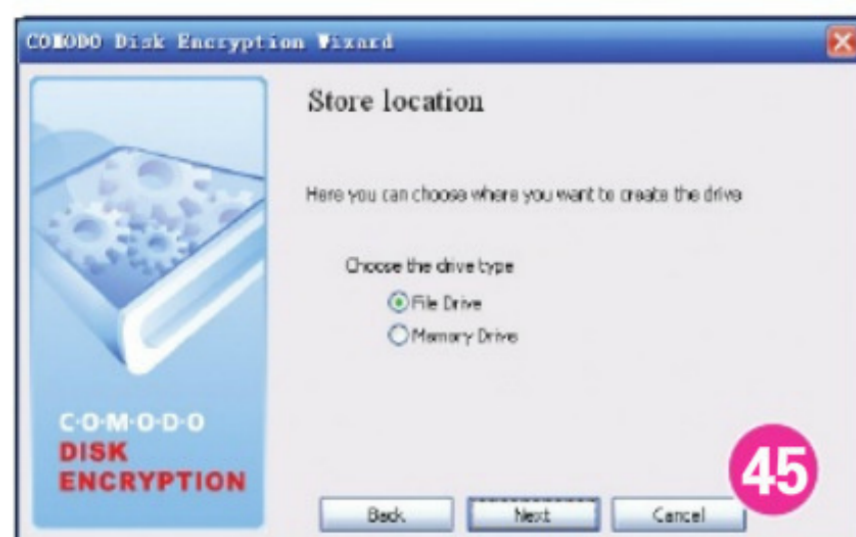 COMODO Disk Encryption Wizard
Store location
Here you can choose where you want to create the drive
Choose the drive type
File Drive
Memory Drive
C·O·M·O·D·O
DISK
ENCRYPTION
45
Back Next Cancel